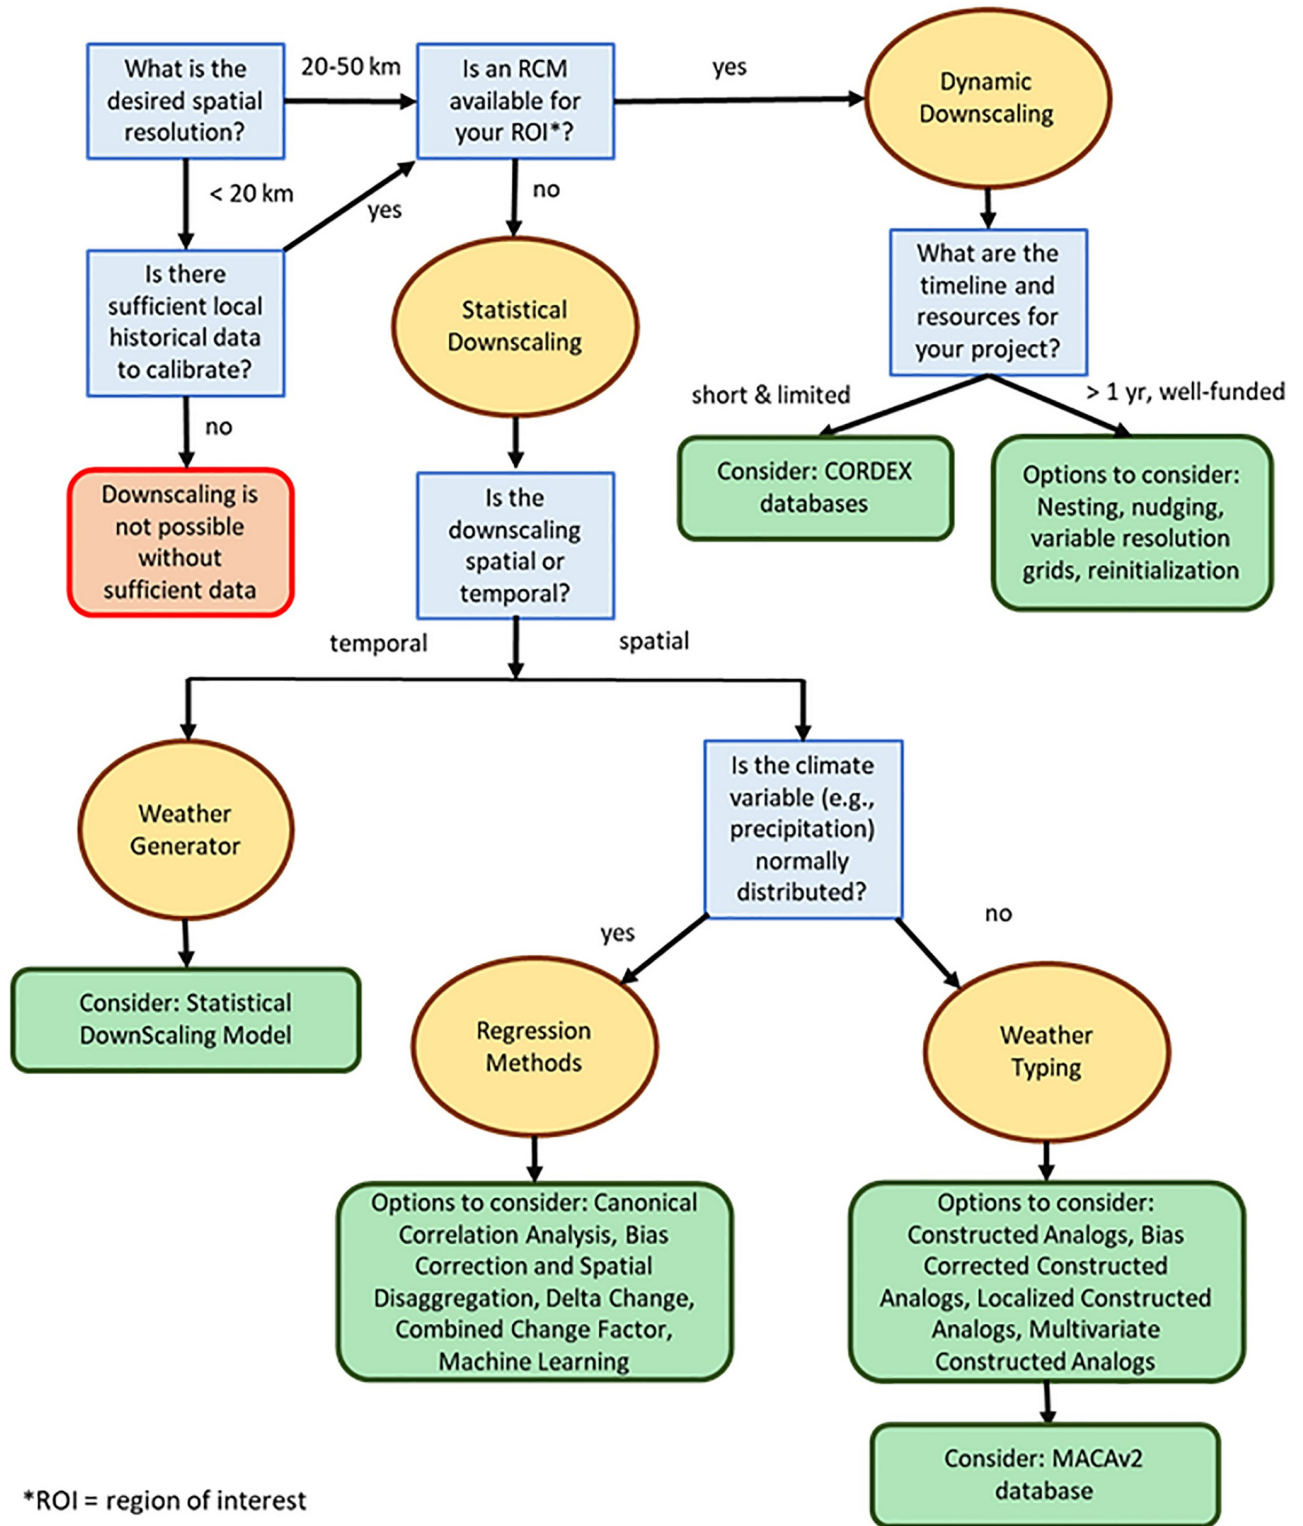 What is the
desired spatial
resolution?
20-50 km
Is an RCM
available for
your ROI*?
yes
Dynamic
Downscaling
< 20 km
yes
no
Is there
sufficient local
historical data
to calibrate?
Statistical
Downscaling
What are the
timeline and
resources for
your project?
short & limited
> 1 yr, well-funded
no
Consider: CORDEX
databases
Options to consider:
Nesting, nudging,
variable resolution
grids, reinitialization
Downscaling is
not possible
without
sufficient data
Is the
downscaling
spatial or
temporal?
temporal
spatial
Weather
Generator
Is the climate
variable (e.g.,
precipitation)
normally
distributed?
yes
no
Consider: Statistical
DownScaling Model
Regression
Methods
Weather
Typing
Options to consider: Canonical
Correlation Analysis, Bias
Correction and Spatial
Disaggregation, Delta Change,
Combined Change Factor,
Machine Learning
Options to consider:
Constructed Analogs, Bias
Corrected Constructed
Analogs, Localized Constructed
Analogs, Multivariate
Constructed Analogs
Consider: MACAv2
database
*ROI = region of interest